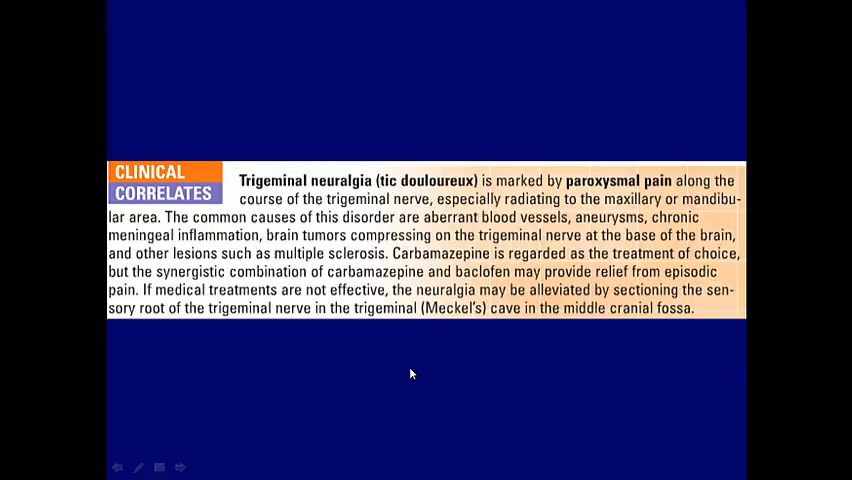 CLINICAL
CORRELATES
Trigeminal neuralgia (tic douloureux) is marked by paroxysmal pain along the
course of the trigeminal nerve, especially radiating to the maxillary or mandibu-
lar area. The common causes of this disorder are aberrant blood vessels, aneurysms, chronic
meningeal inflammation, brain tumors compressing on the trigeminal nerve at the base of the brain,
and other lesions such as multiple sclerosis. Carbamazepine is regarded as the treatment of choice,
but the synergistic combination of carbamazepine and baclofen may provide relief from episodic
pain. If medical treatments are not effective, the neuralgia may be alleviated by sectioning the sen-
sory root of the trigeminal nerve in the trigeminal (Meckel's) cave in the middle cranial fossa.